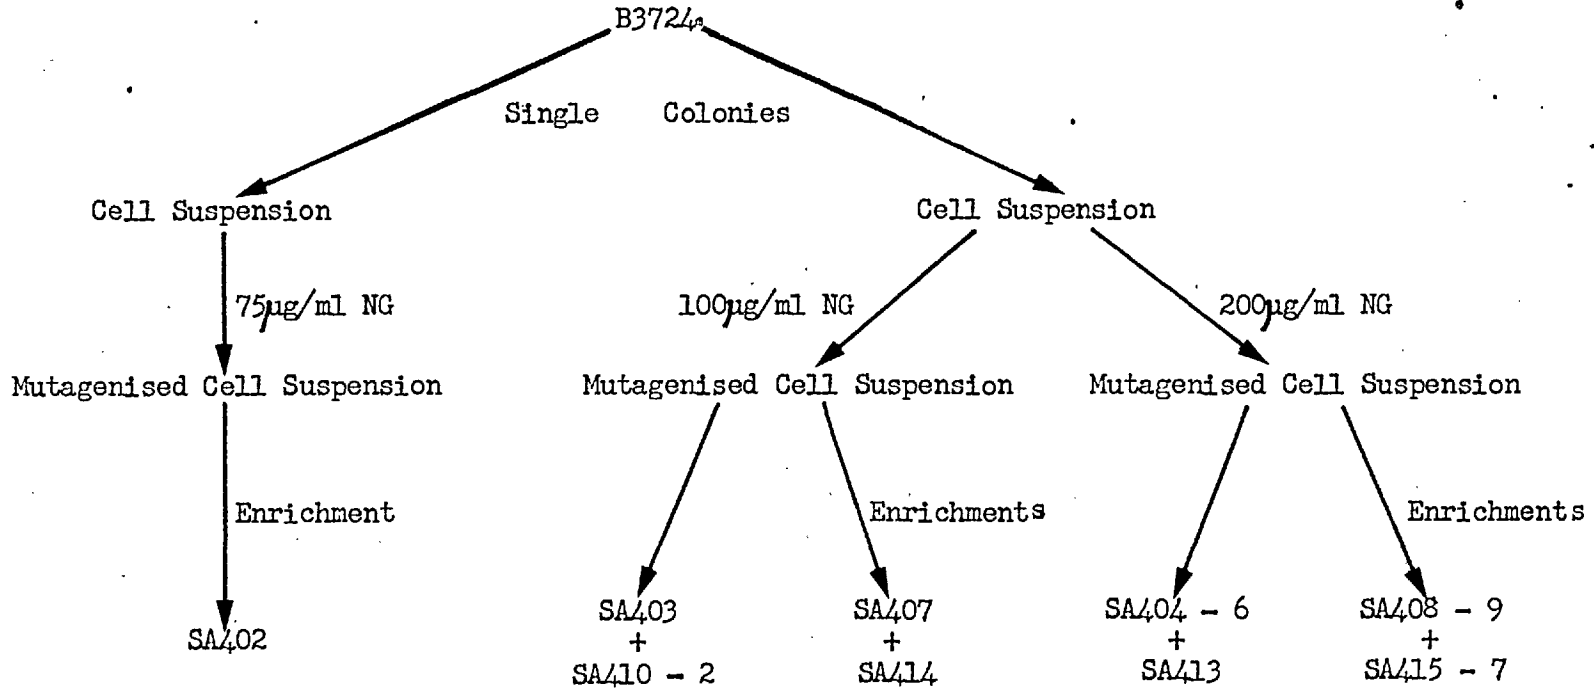 B3724
Single Colonies
Cell Suspension Cell Suspension
75µg/ml NG 100µg/ml NG 200µg/ml NG
Mutagenised Cell Suspension Mutagenised Cell Suspension Mutagenised Cell Suspension
Enrichment Enrichments Enrichments
SA403 SA407 SA404 - 6 SA408 - 9
SA402 + + + +
SA410 - 2 SA414 SA413 SA415 - 7